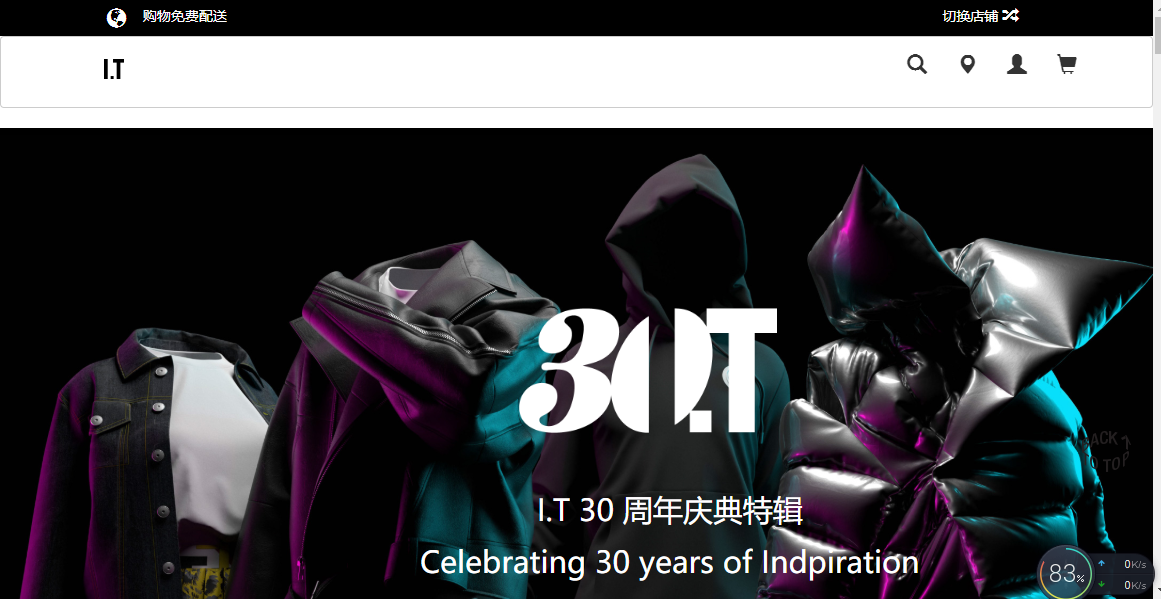 购物免费配送
切换店铺
I.T
30 I.T
I.T 30 周年庆典特辑
Celebrating 30 years of Indpiration
BACK
TO TOP
83%
0K/s
0K/s